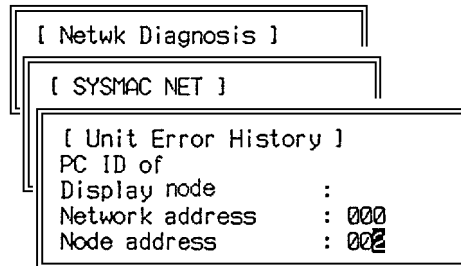 [ Netwk Diagnosis ]
[ SYSMAC NET ]
[ Unit Error History ]
PC ID of
Display node :
Network address : 000
Node address : 002